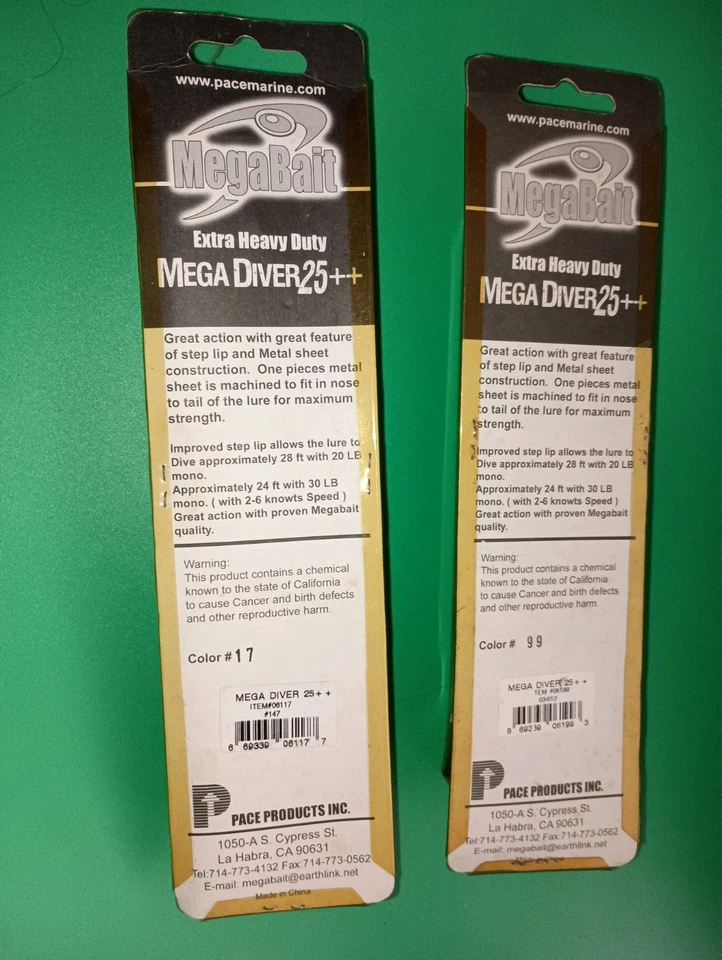 www.pacemarine.com
MegaBait
Extra Heavy Duty
MEGA DIVER25++
Great action with great feature
of step lip and Metal sheet
construction. One pieces metal
sheet is machined to fit in nose
to tail of the lure for maximum
strength.
Improved step lip allows the lure to
Dive approximately 28 ft with 20 LB
mono.
Approximately 24 ft with 30 LB
mono. ( with 2-6 knowts Speed )
Great action with proven Megabait
quality.
Warning:
This product contains a chemical
known to the state of California
to cause Cancer and birth defects
and other reproductive harm.
Color # 17
MEGA DIVER 25++
ITEM#06117
#147
6 69339 06117 7
PACE PRODUCTS INC.
1050-A S. Cypress St.
La Habra, CA 90631
Tel:714-773-4132 Fax:714-773-0562
E-mail: megabait@earthlink.net
Made in China
www.pacemarine.com
MegaBait
Extra Heavy Duty
MEGA DIVER25++
Great action with great feature
of step lip and Metal sheet
construction. One pieces metal
sheet is machined to fit in nose
to tail of the lure for maximum
strength.
Improved step lip allows the lure to
Dive approximately 28 ft with 20 LB
mono.
Approximately 24 ft with 30 LB
mono. ( with 2-6 knowts Speed )
Great action with proven Megabait
quality.
Warning:
This product contains a chemical
known to the state of California
to cause Cancer and birth defects
and other reproductive harm.
Color # 99
MEGA DIVER 25++
TEM #06199
03-012
6 69339 06199 3
PACE PRODUCTS INC.
1050-A S. Cypress St.
La Habra, CA 90631
Tel:714-773-4132 Fax:714-773-0562
E-mail: megabait@earthlink.net